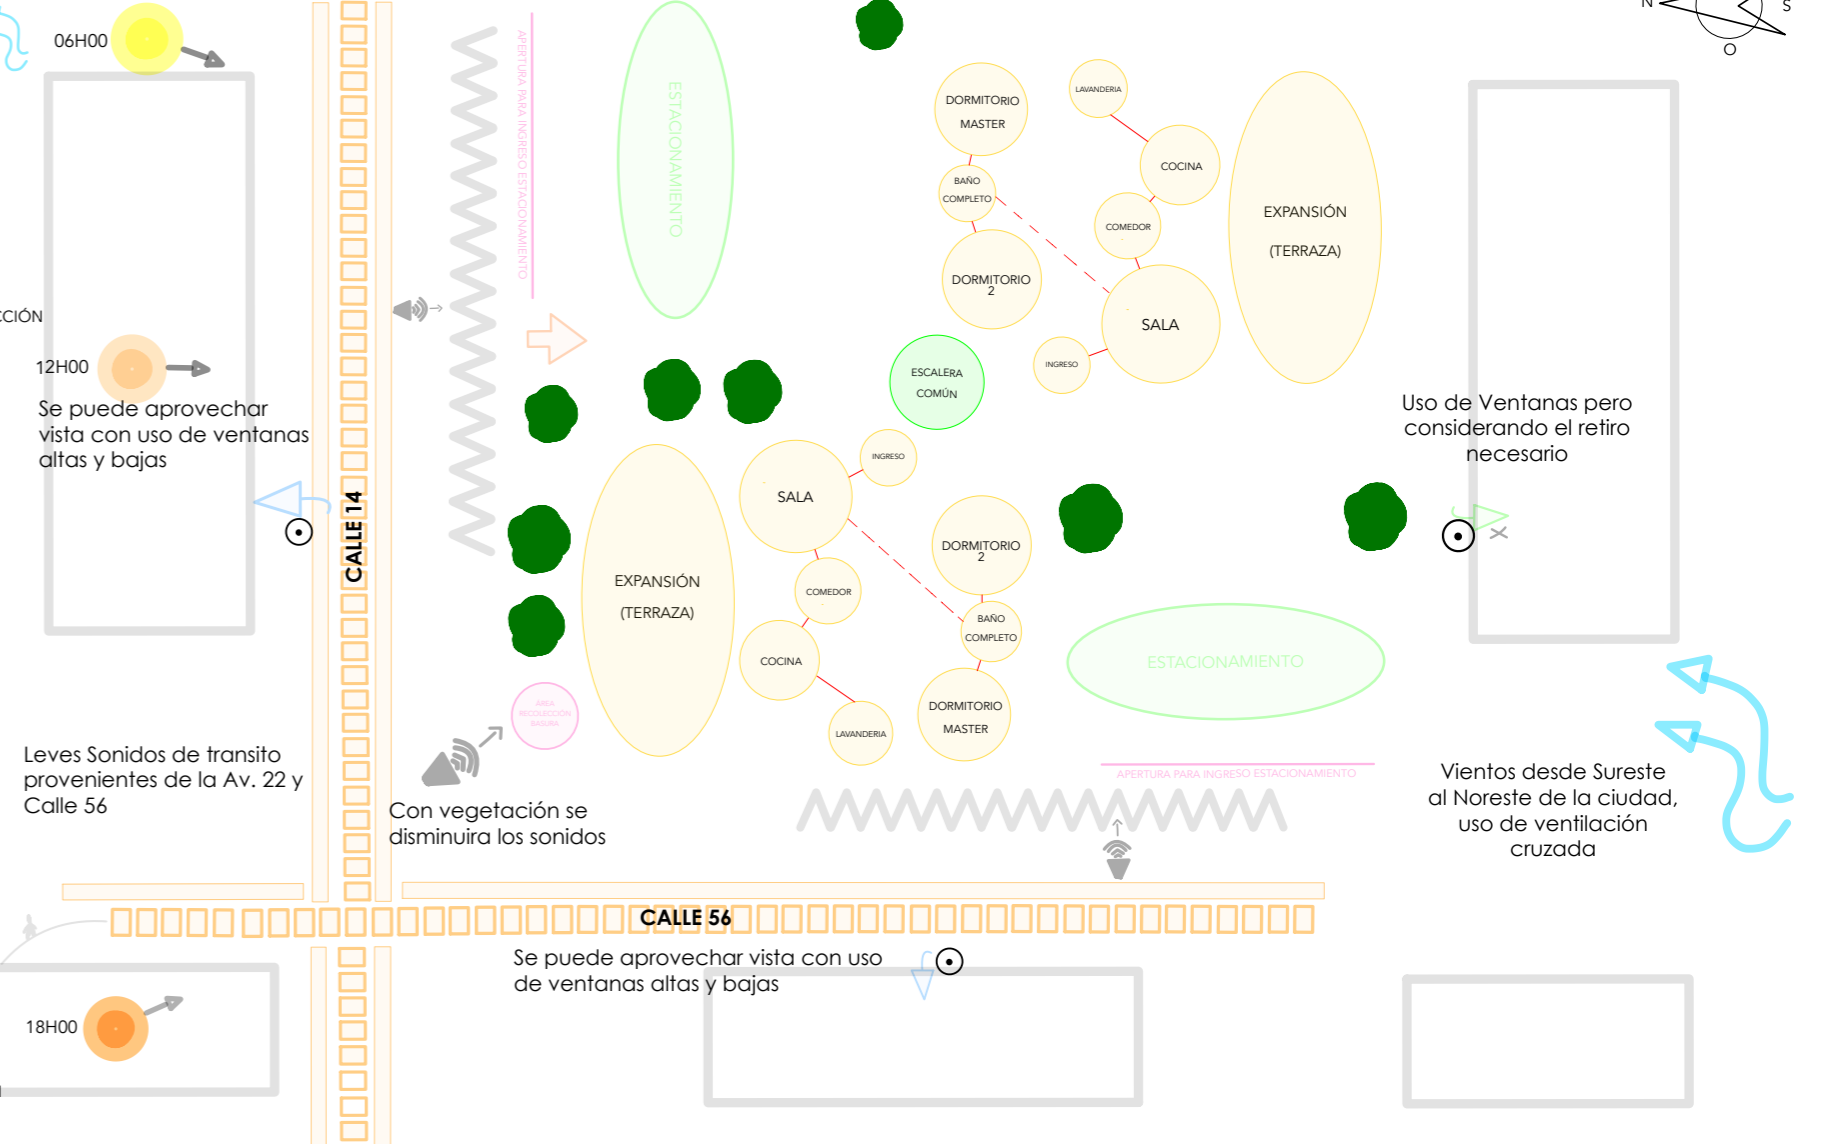 N
S
O
06H00
APERTURA PARA INGRESO ESTACIONAMIENTO
ESTACIONAMIENTO
DORMITORIO
MASTER
BAÑO
COMPLETO
DORMITORIO
2
LAVANDERIA
COCINA
COMEDOR
SALA
INGRESO
EXPANSIÓN
(TERRAZA)
ESCALERA
COMÚN
CCIÓN
12H00
Se puede aprovechar
vista con uso de ventanas
altas y bajas
CALLE 14
Uso de Ventanas pero
considerando el retiro
necesario
INGRESO
SALA
COMEDOR
COCINA
LAVANDERIA
EXPANSIÓN
(TERRAZA)
DORMITORIO
2
BAÑO
COMPLETO
DORMITORIO
MASTER
ESTACIONAMIENTO
APERTURA PARA INGRESO ESTACIONAMIENTO
ÁREA
RECOLECCIÓN
BASURA
Leves Sonidos de transito
provenientes de la Av. 22 y
Calle 56
Con vegetación se
disminuira los sonidos
Vientos desde Sureste
al Noreste de la ciudad,
uso de ventilación
cruzada
CALLE 56
Se puede aprovechar vista con uso
de ventanas altas y bajas
18H00